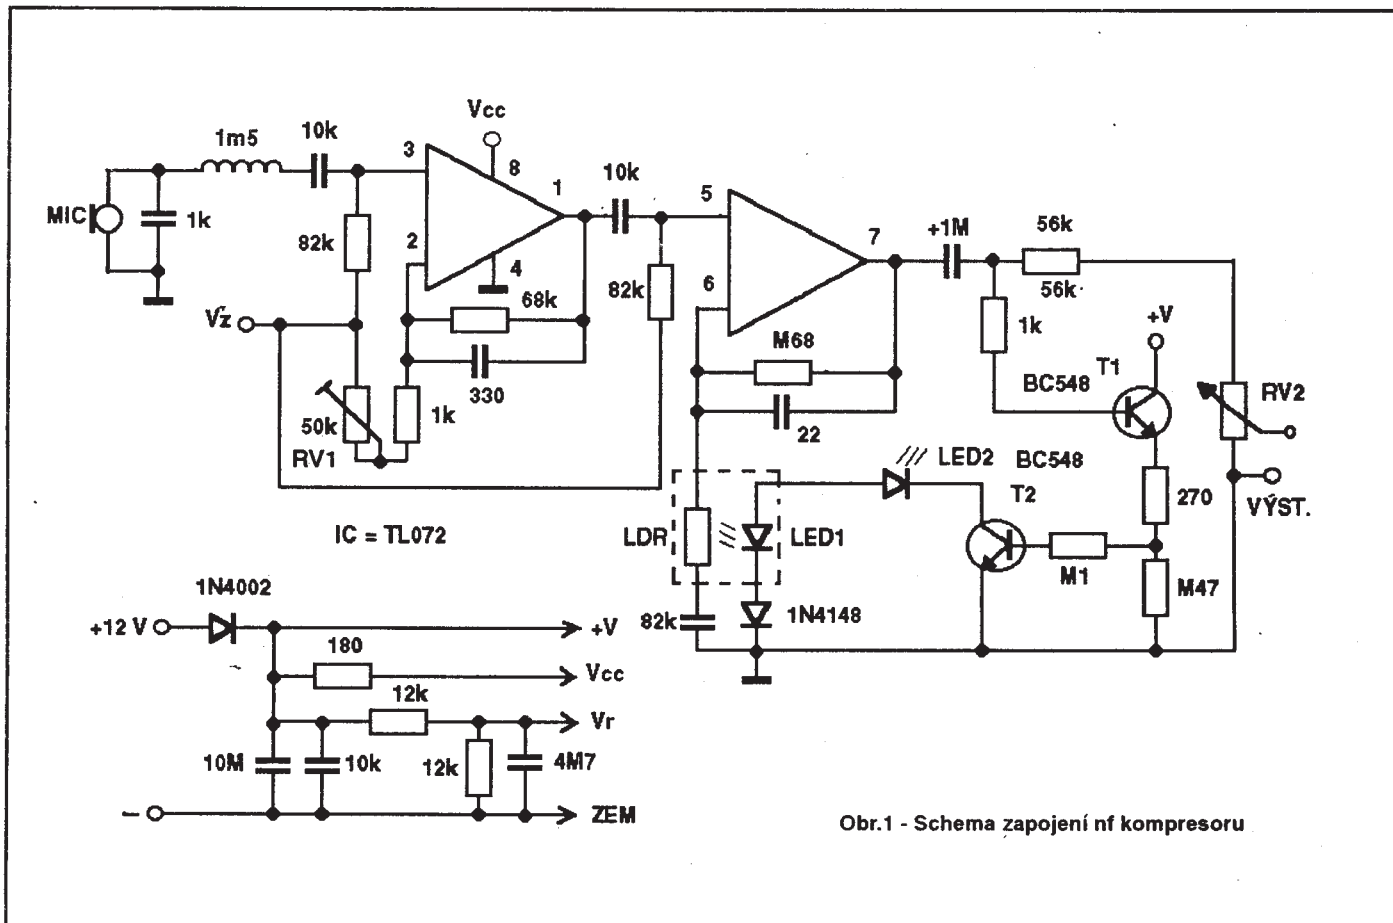 Vcc
1m5
10k
3
8
1
10k
5
MIC
1k
82k
2
4
82k
6
7
+1M
56k
56k
1k
+V
T1
BC548
RV2
Vz
68k
330
M68
22
50k
1k
RV1
LED2
BC548
T2
270
VÝST.
IC = TL072
LDR
LED1
M1
M47
1N4002
82k
1N4148
+12 V
+V
180
Vcc
12k
Vr
10M
10k
12k
4M7
–
ZEM
Obr.1 - Schema zapojení nf kompresoru